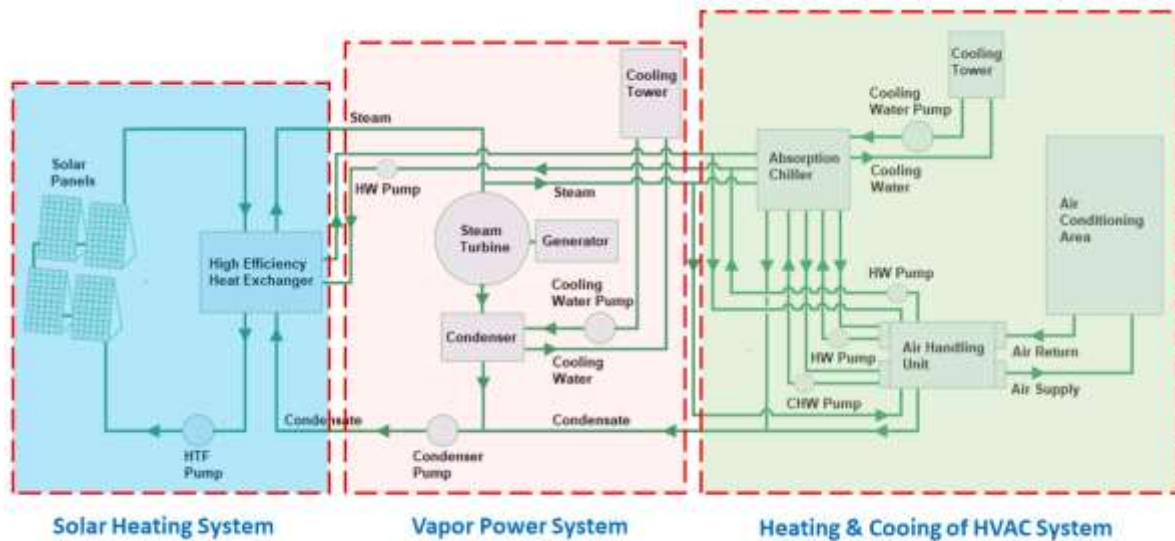 Solar
Panels
High Efficiency
Heat Exchanger
HTF
Pump
Condensate
Solar Heating System
Steam
HW Pump
Cooling
Tower
Steam
Steam
Turbine
Generator
Cooling
Water Pump
Condenser
Cooling
Water
Condensate
Condenser
Pump
Vapor Power System
Cooling
Tower
Cooling
Water Pump
Absorption
Chiller
Cooling
Water
Air
Conditioning
Area
HW Pump
HW Pump
Air Handling
Unit
Air Return
Air Supply
CHW Pump
Heating & Cooing of HVAC System